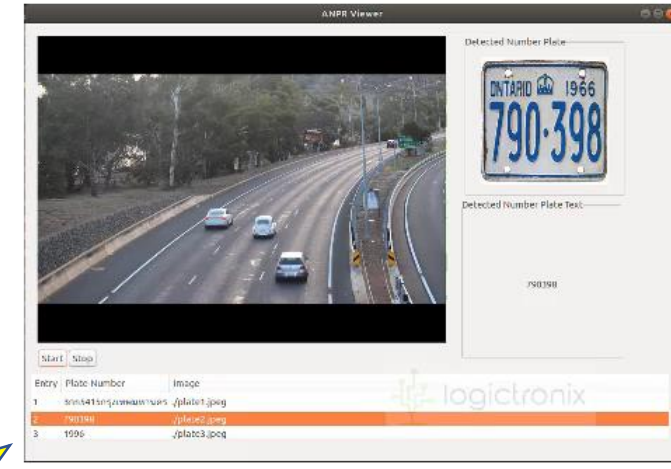 ANPR Viewer
Detected Number Plate
ONTARIO 1966
790-398
Detected Number Plate Text
790398
Start Stop
Entry Plate Number Image
1 ./plate1.jpeg
2 790398 ./plate2.jpeg
3 1996 ./plate3.jpeg
logictronix